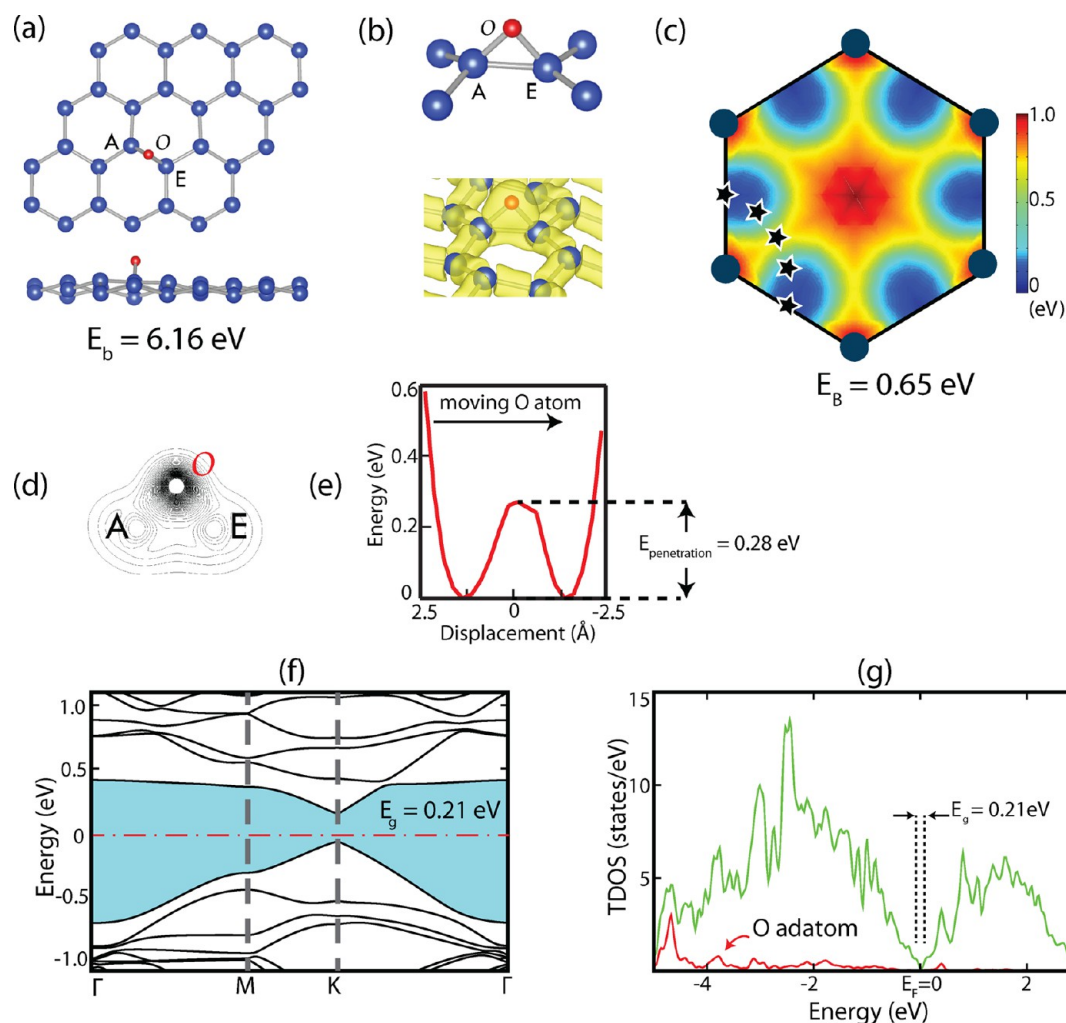 (a)
A
O
E
E_b = 6.16 eV
(b)
O
A
E
(c)
1.0
0.5
0
(eV)
E_B = 0.65 eV
(d)
O
A
E
(e)
0.6
0.4
0.2
0
Energy (eV)
moving O atom
E_penetration = 0.28 eV
2.5
0
-2.5
Displacement (Å)
(f)
1.0
0.5
0
-0.5
-1.0
Energy (eV)
E_g = 0.21 eV
Γ
M
K
Γ
(g)
15
10
5
TDOS (states/eV)
E_g = 0.21eV
O adatom
-4
-2
E_F=0
2
Energy (eV)